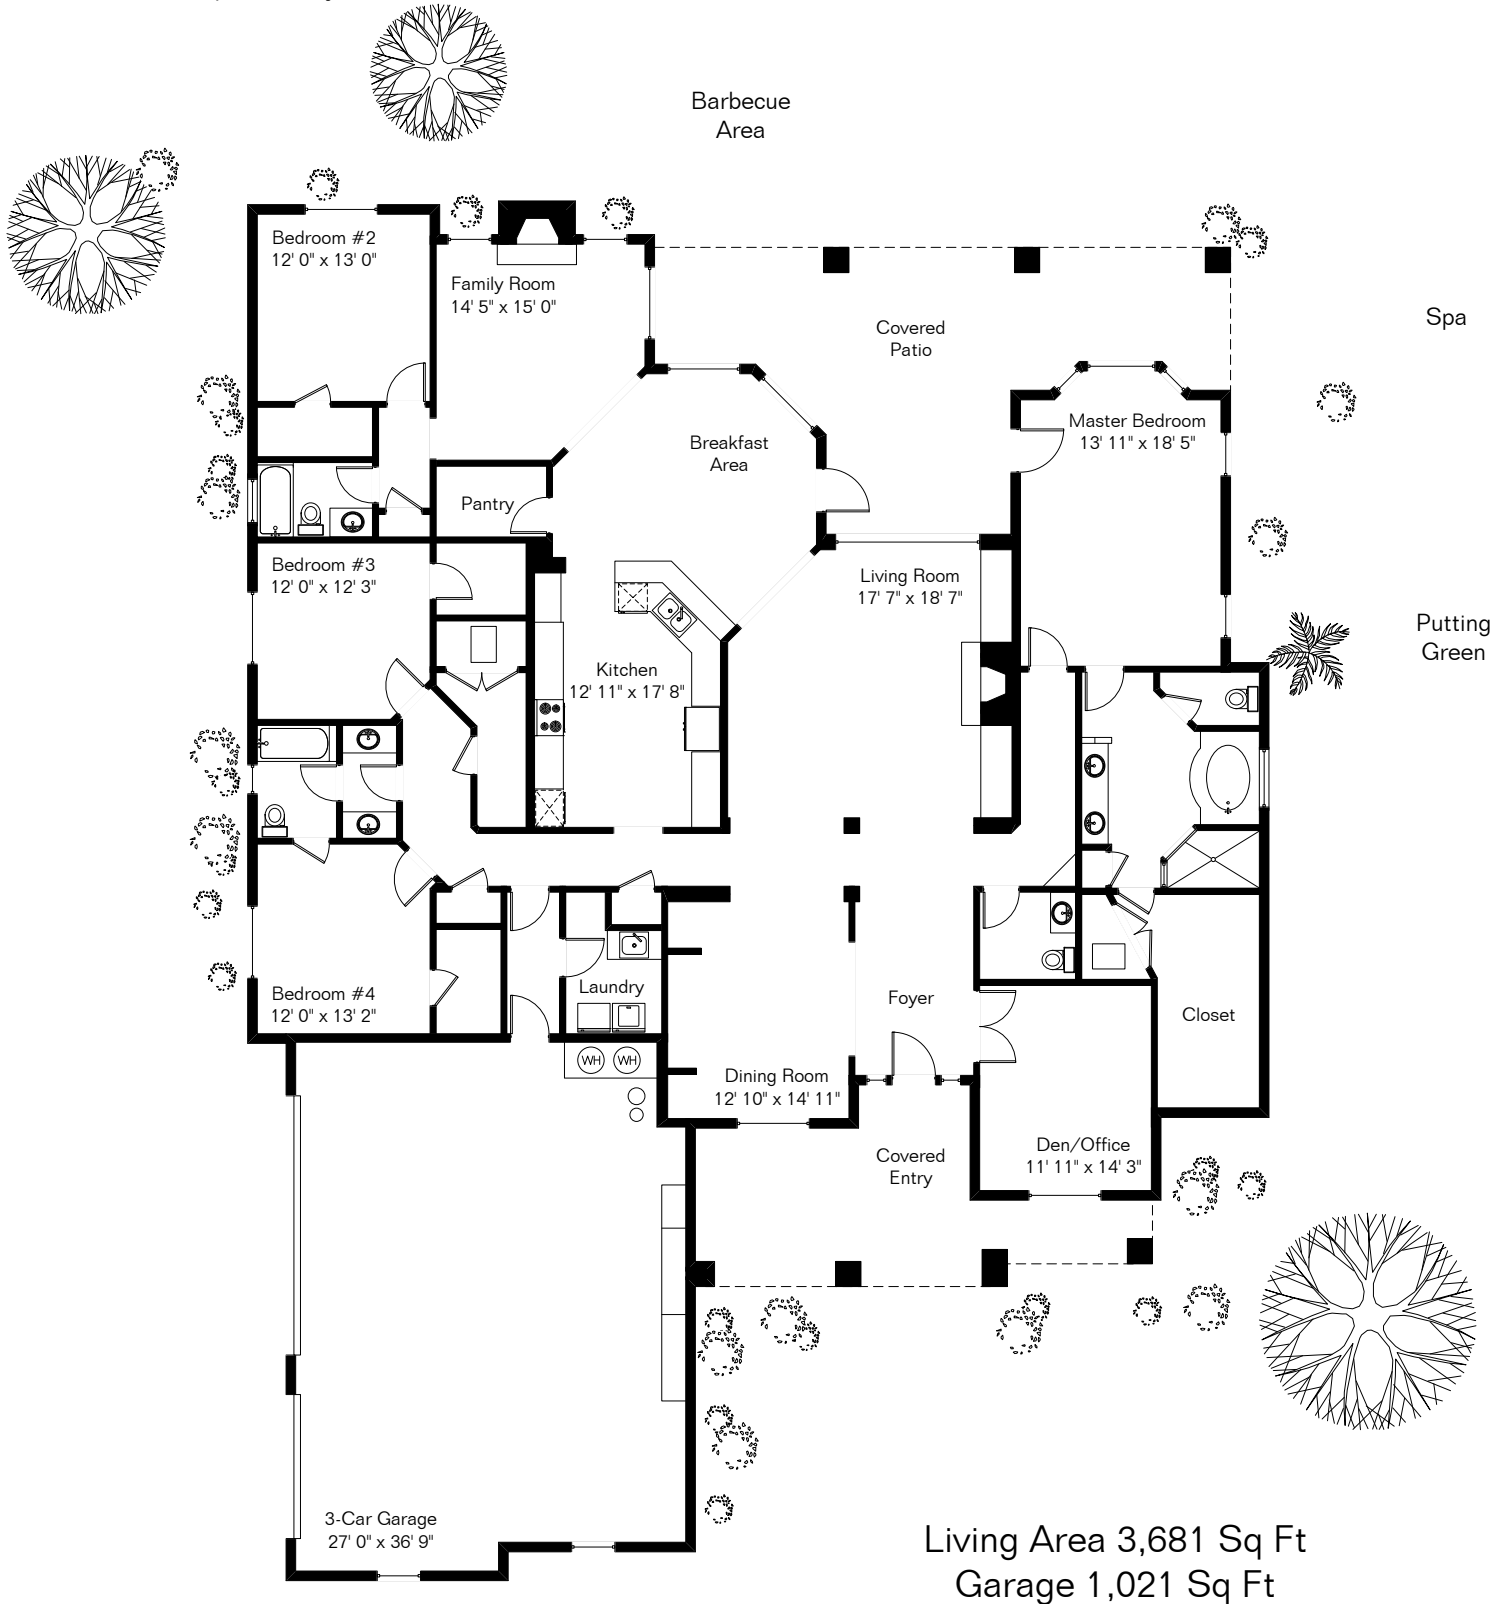 Barbecue
Area
Bedroom #2
12' 0" x 13' 0"
Family Room
14' 5" x 15' 0"
Covered
Patio
Spa
Master Bedroom
13' 11" x 18' 5"
Breakfast
Area
Pantry
Bedroom #3
12' 0" x 12' 3"
Living Room
17' 7" x 18' 7"
Putting
Green
Kitchen
12' 11" x 17' 8"
Laundry
Bedroom #4
12' 0" x 13' 2"
Foyer
Closet
WH
WH
Dining Room
12' 10" x 14' 11"
Den/Office
11' 11" x 14' 3"
Covered
Entry
3-Car Garage
27' 0" x 36' 9"
Living Area 3,681 Sq Ft
Garage 1,021 Sq Ft